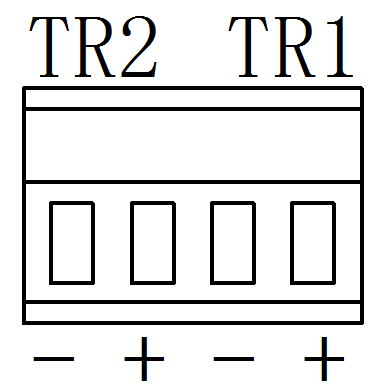 TR2 TR1
- + - +